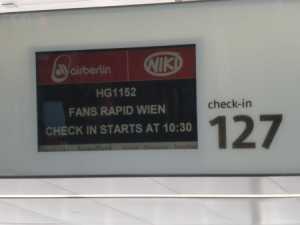 airberlin NIKI
HG1152
FANS RAPID WIEN
CHECK IN STARTS AT 10:30
check-in
127